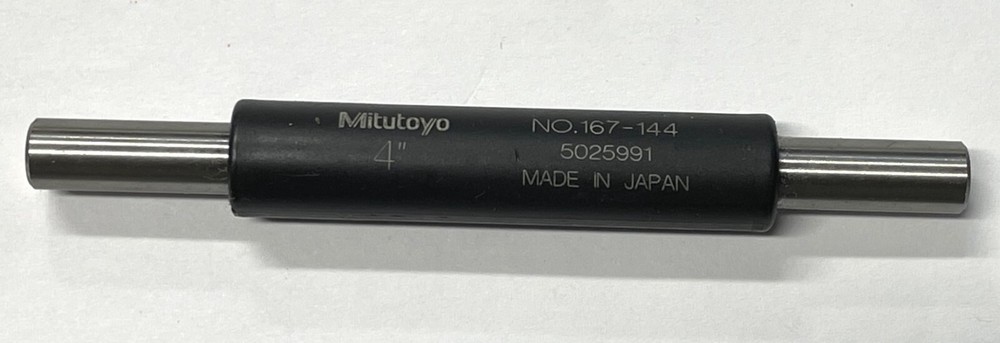 Mitutoyo
4"
NO.167-144
5025991
MADE IN JAPAN